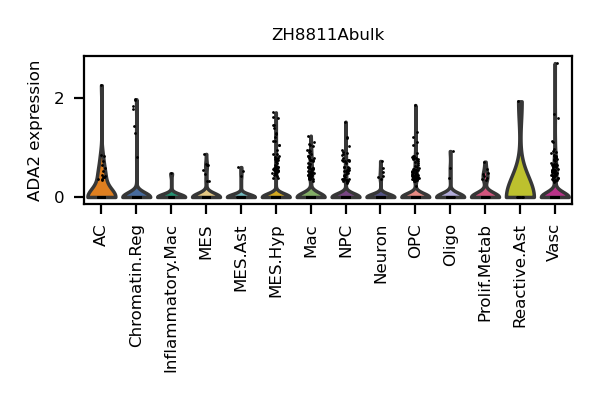 ZH8811Abulk
ADA2 expression
2
0
AC
Chromatin.Reg
Inflammatory.Mac
MES
MES.Ast
MES.Hyp
Mac
NPC
Neuron
OPC
Oligo
Prolif.Metab
Reactive.Ast
Vasc